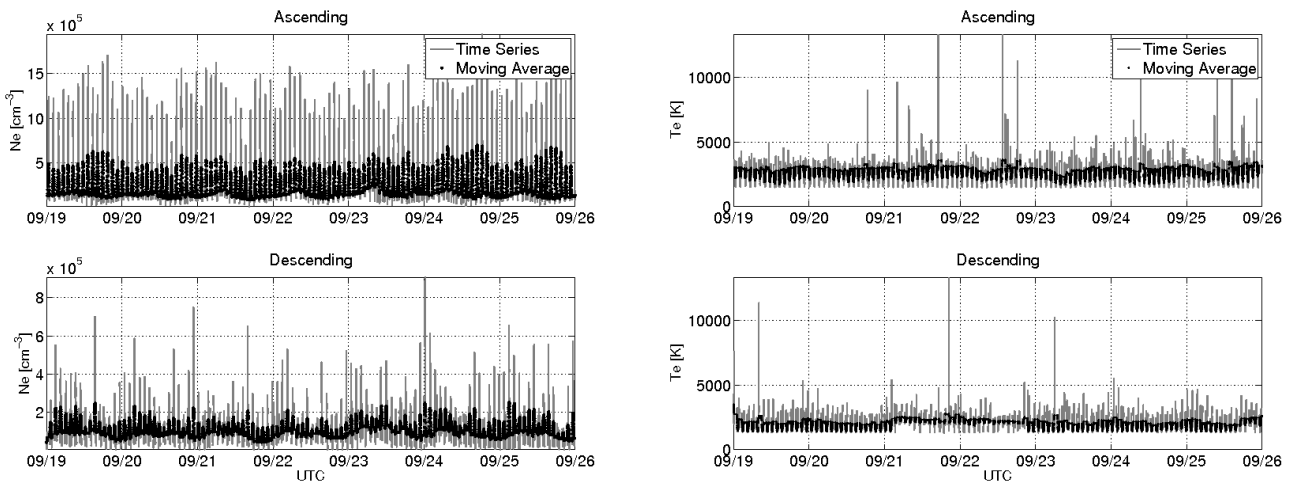 Ascending
x 10^5
Time Series
Moving Average
15
10
5
Ne [cm^-3]
09/19 09/20 09/21 09/22 09/23 09/24 09/25 09/26
Ascending
Time Series
Moving Average
10000
5000
0
Te [K]
09/19 09/20 09/21 09/22 09/23 09/24 09/25 09/26
Descending
x 10^5
8
6
4
2
Ne [cm^-3]
09/19 09/20 09/21 09/22 09/23 09/24 09/25 09/26
UTC
Descending
10000
5000
0
Te [K]
09/19 09/20 09/21 09/22 09/23 09/24 09/25 09/26
UTC